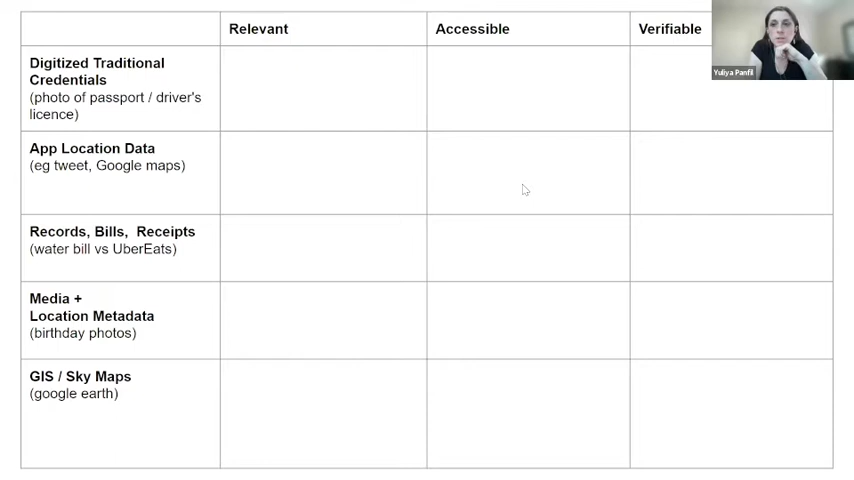 Relevant
Accessible
Verifiable
Yuliya Panfil
Digitized Traditional
Credentials
(photo of passport / driver's
licence)
App Location Data
(eg tweet, Google maps)
Records, Bills,  Receipts
(water bill vs UberEats)
Media +
Location Metadata
(birthday photos)
GIS / Sky Maps
(google earth)